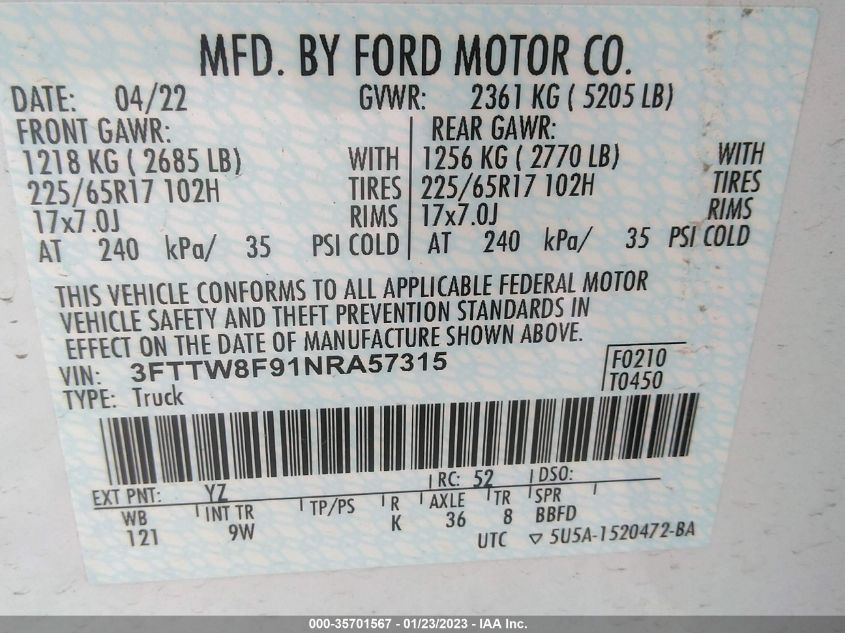 MFD. BY FORD MOTOR CO.
DATE: 04/22 GVWR: 2361 KG ( 5205 LB)
FRONT GAWR: REAR GAWR:
1218 KG ( 2685 LB) WITH 1256 KG ( 2770 LB) WITH
225/65R17 102H TIRES 225/65R17 102H TIRES
17x7.0J RIMS 17x7.0J RIMS
AT 240 kPa/ 35 PSI COLD AT 240 kPa/ 35 PSI COLD
THIS VEHICLE CONFORMS TO ALL APPLICABLE FEDERAL MOTOR
VEHICLE SAFETY AND THEFT PREVENTION STANDARDS IN
EFFECT ON THE DATE OF MANUFACTURE SHOWN ABOVE.
VIN: 3FTTW8F91NRA57315 F0210
TYPE: Truck T0450
EXT PNT: YZ RC: 52 DSO:
WB INT TR TP/PS R AXLE TR SPR
121 9W K 36 8 BBFD
UTC ▽ 5U5A-1520472-BA
000-35701567 - 01/23/2023 - IAA Inc.